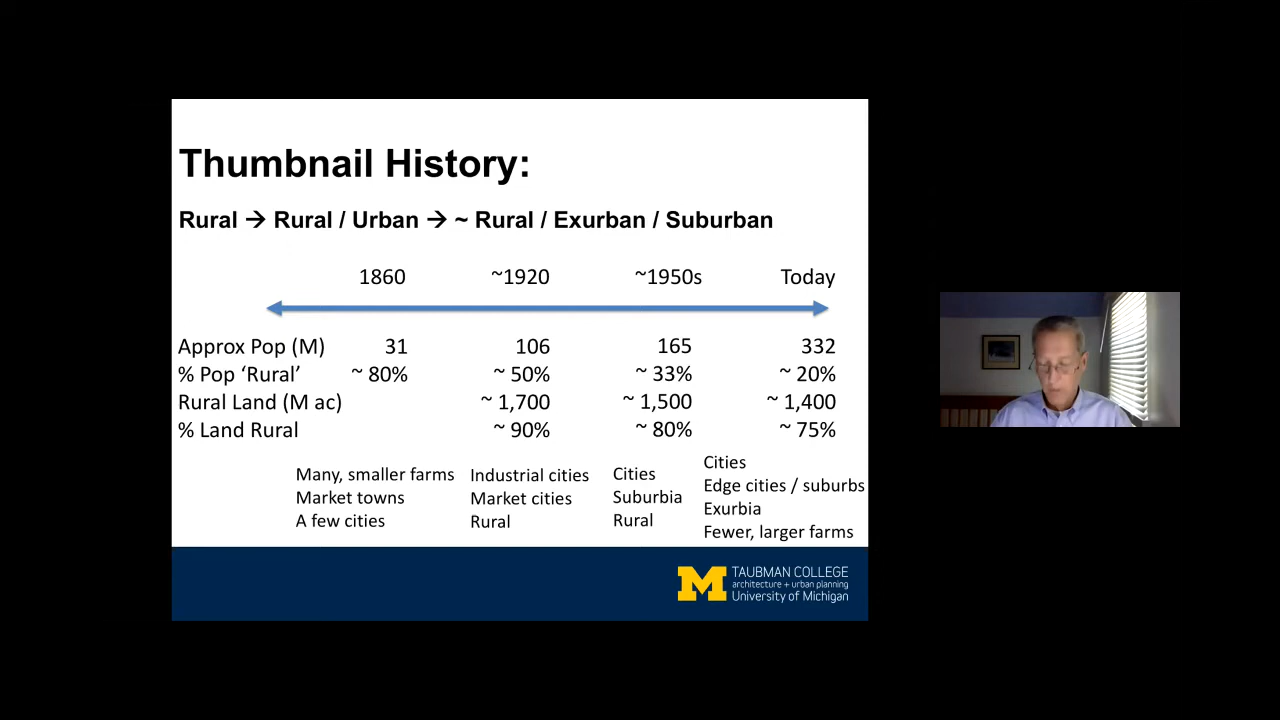 Thumbnail History:
Rural → Rural / Urban → ~ Rural / Exurban / Suburban
1860 ~1920 ~1950s Today
Approx Pop (M) 31 106 165 332
% Pop ‘Rural’ ~ 80% ~ 50% ~ 33% ~ 20%
Rural Land (M ac) ~ 1,700 ~ 1,500 ~ 1,400
% Land Rural ~ 90% ~ 80% ~ 75%
Many, smaller farms
Market towns
A few cities
Industrial cities
Market cities
Rural
Cities
Suburbia
Rural
Cities
Edge cities / suburbs
Exurbia
Fewer, larger farms
M
TAUBMAN COLLEGE
architecture + urban planning
University of Michigan